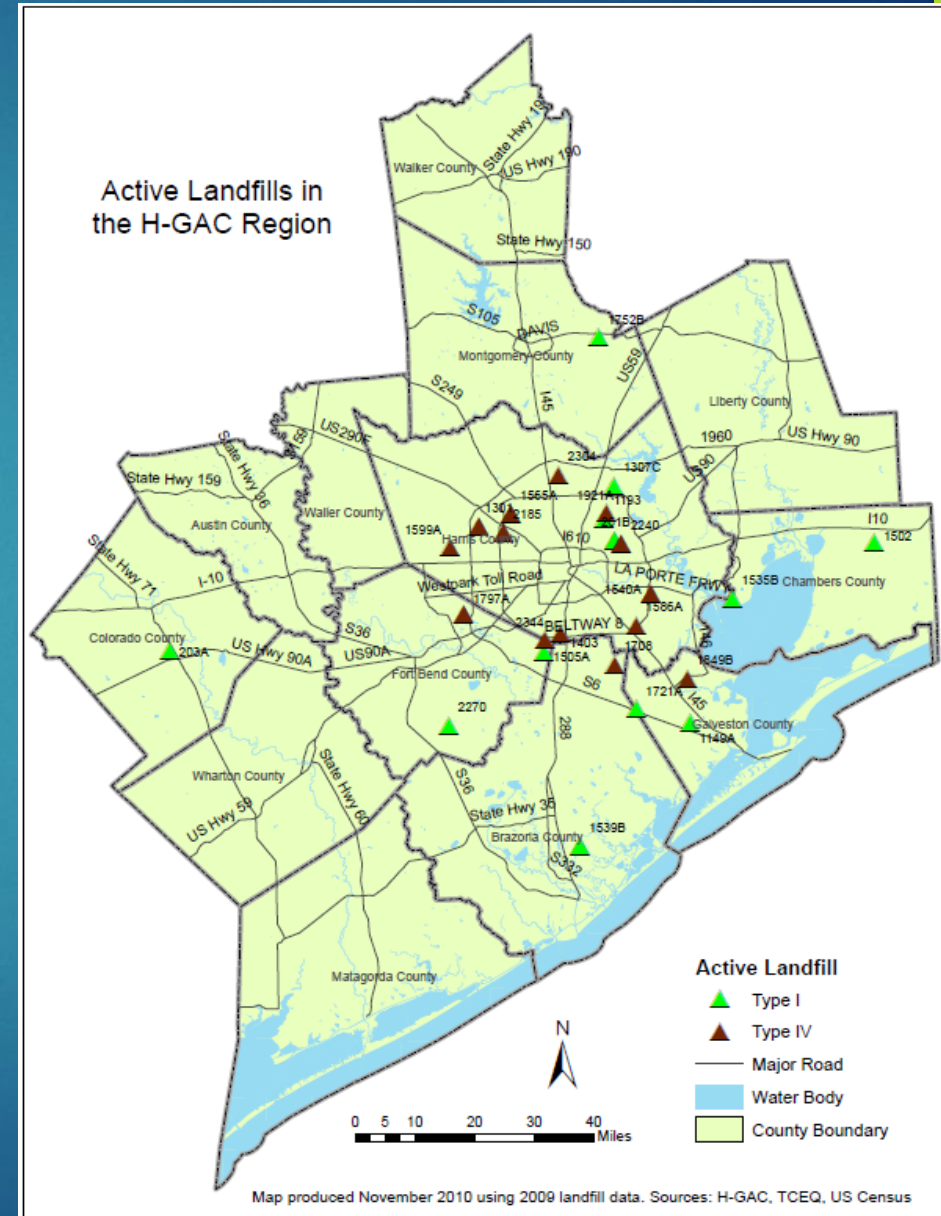 Active Landfills in
the H-GAC Region
State Hwy 19
Walker County
US Hwy 190
State Hwy 150
S105
DAVIS
1752B
Montgomery County
US59
S249
I45
Liberty County
US290F
2304
1960
US Hwy 90
1307C
US90
State Hwy 36
State Hwy 159
1565A
1921A
1193
1301
2185
Waller County
Austin County
1599A
Harris County
I610
2240
I10
1502
State Hwy 71
I-10
Westpark Toll Road
LA PORTE FRWY
1535B
Chambers County
1797A
1540A
1586A
S36
2344
BELTWAY 8
1403
1708
Colorado County
203A
US Hwy 90A
US90A
1505A
1849B
Fort Bend County
S6
1721A
I45
2270
288
Galveston County
1149A
Wharton County
State Hwy 60
S36
US Hwy 59
State Hwy 35
Brazoria County
1539B
S332
Matagorda County
Active Landfill
Type I
Type IV
Major Road
Water Body
County Boundary
N
0 5 10 20 30 40
Miles
Map produced November 2010 using 2009 landfill data. Sources: H-GAC, TCEQ, US Census